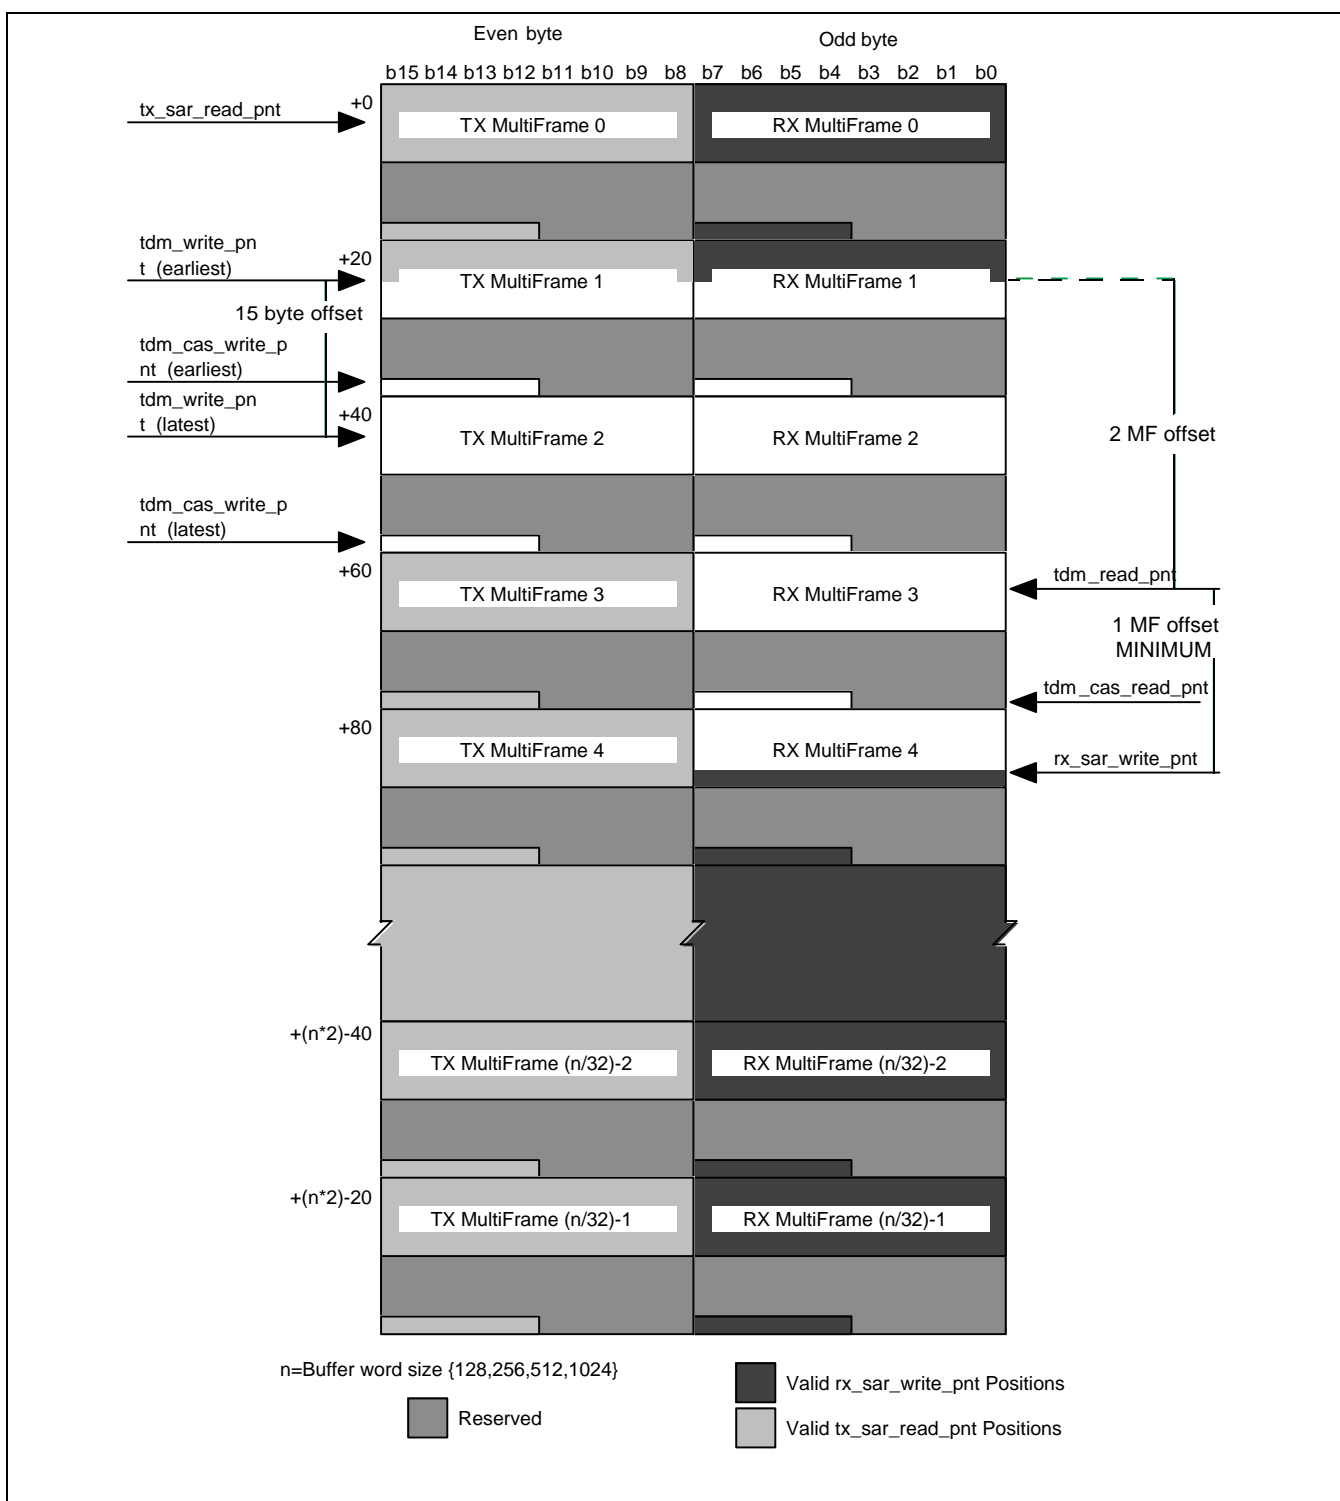 Even byte
Odd byte
b15 b14 b13 b12 b11 b10 b9 b8 b7 b6 b5 b4 b3 b2 b1 b0
tx_sar_read_pnt
+0
TX MultiFrame 0
RX MultiFrame 0
tdm_write_pn
t (earliest)
+20
TX MultiFrame 1
RX MultiFrame 1
15 byte offset
tdm_cas_write_p
nt (earliest)
tdm_write_pn
t (latest)
+40
TX MultiFrame 2
RX MultiFrame 2
2 MF offset
tdm_cas_write_p
nt (latest)
+60
TX MultiFrame 3
RX MultiFrame 3
tdm_read_pnt
1 MF offset
MINIMUM
tdm_cas_read_pnt
+80
TX MultiFrame 4
RX MultiFrame 4
rx_sar_write_pnt
+(n*2)-40
TX MultiFrame (n/32)-2
RX MultiFrame (n/32)-2
+(n*2)-20
TX MultiFrame (n/32)-1
RX MultiFrame (n/32)-1
n=Buffer word size {128,256,512,1024}
Reserved
Valid rx_sar_write_pnt Positions
Valid tx_sar_read_pnt Positions